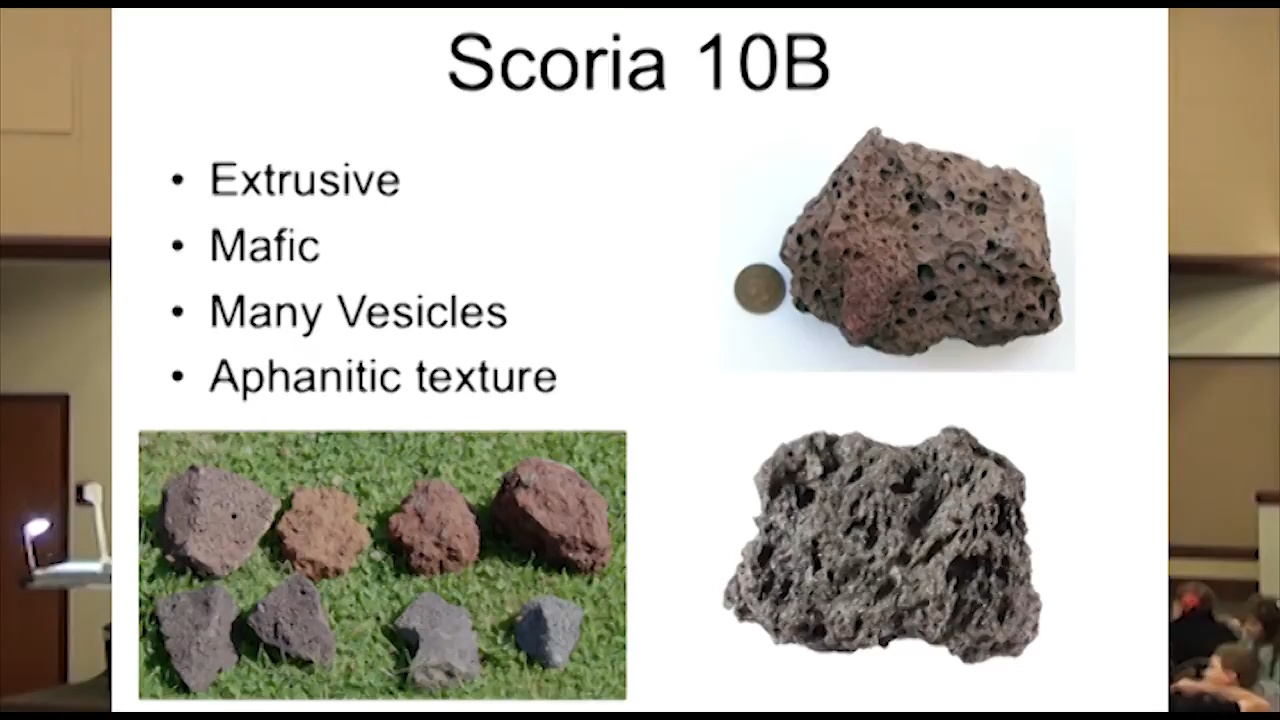 Scoria 10B
• Extrusive
• Mafic
• Many Vesicles
• Aphanitic texture